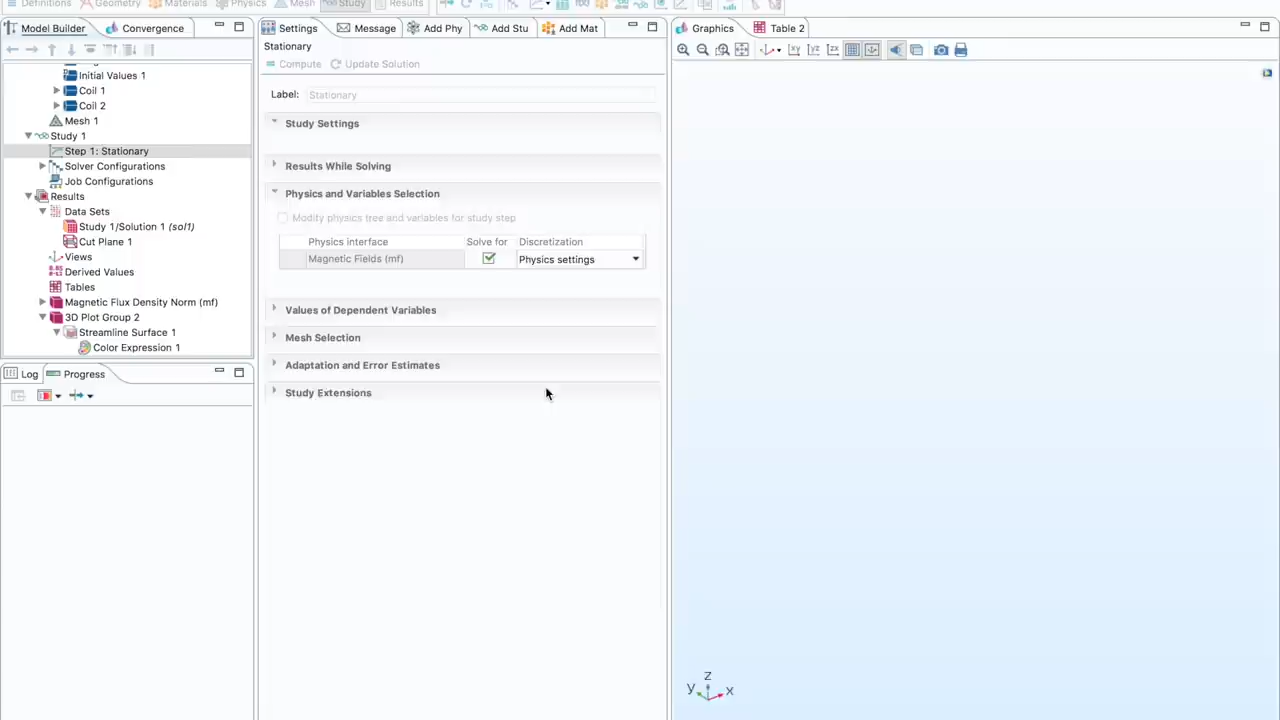 Definitions Geometry Materials Physics Mesh Study Results
Model Builder Convergence
Initial Values 1
Coil 1
Coil 2
Mesh 1
Study 1
Step 1: Stationary
Solver Configurations
Job Configurations
Results
Data Sets
Study 1/Solution 1 (sol1)
Cut Plane 1
Views
Derived Values
Tables
Magnetic Flux Density Norm (mf)
3D Plot Group 2
Streamline Surface 1
Color Expression 1
Log Progress
Settings Message Add Phy Add Stu Add Mat
Stationary
Compute Update Solution
Label: Stationary
Study Settings
Results While Solving
Physics and Variables Selection
Modify physics tree and variables for study step
Physics interface Solve for Discretization
Magnetic Fields (mf) Physics settings
Values of Dependent Variables
Mesh Selection
Adaptation and Error Estimates
Study Extensions
Graphics Table 2
xy yz zx
z
y x